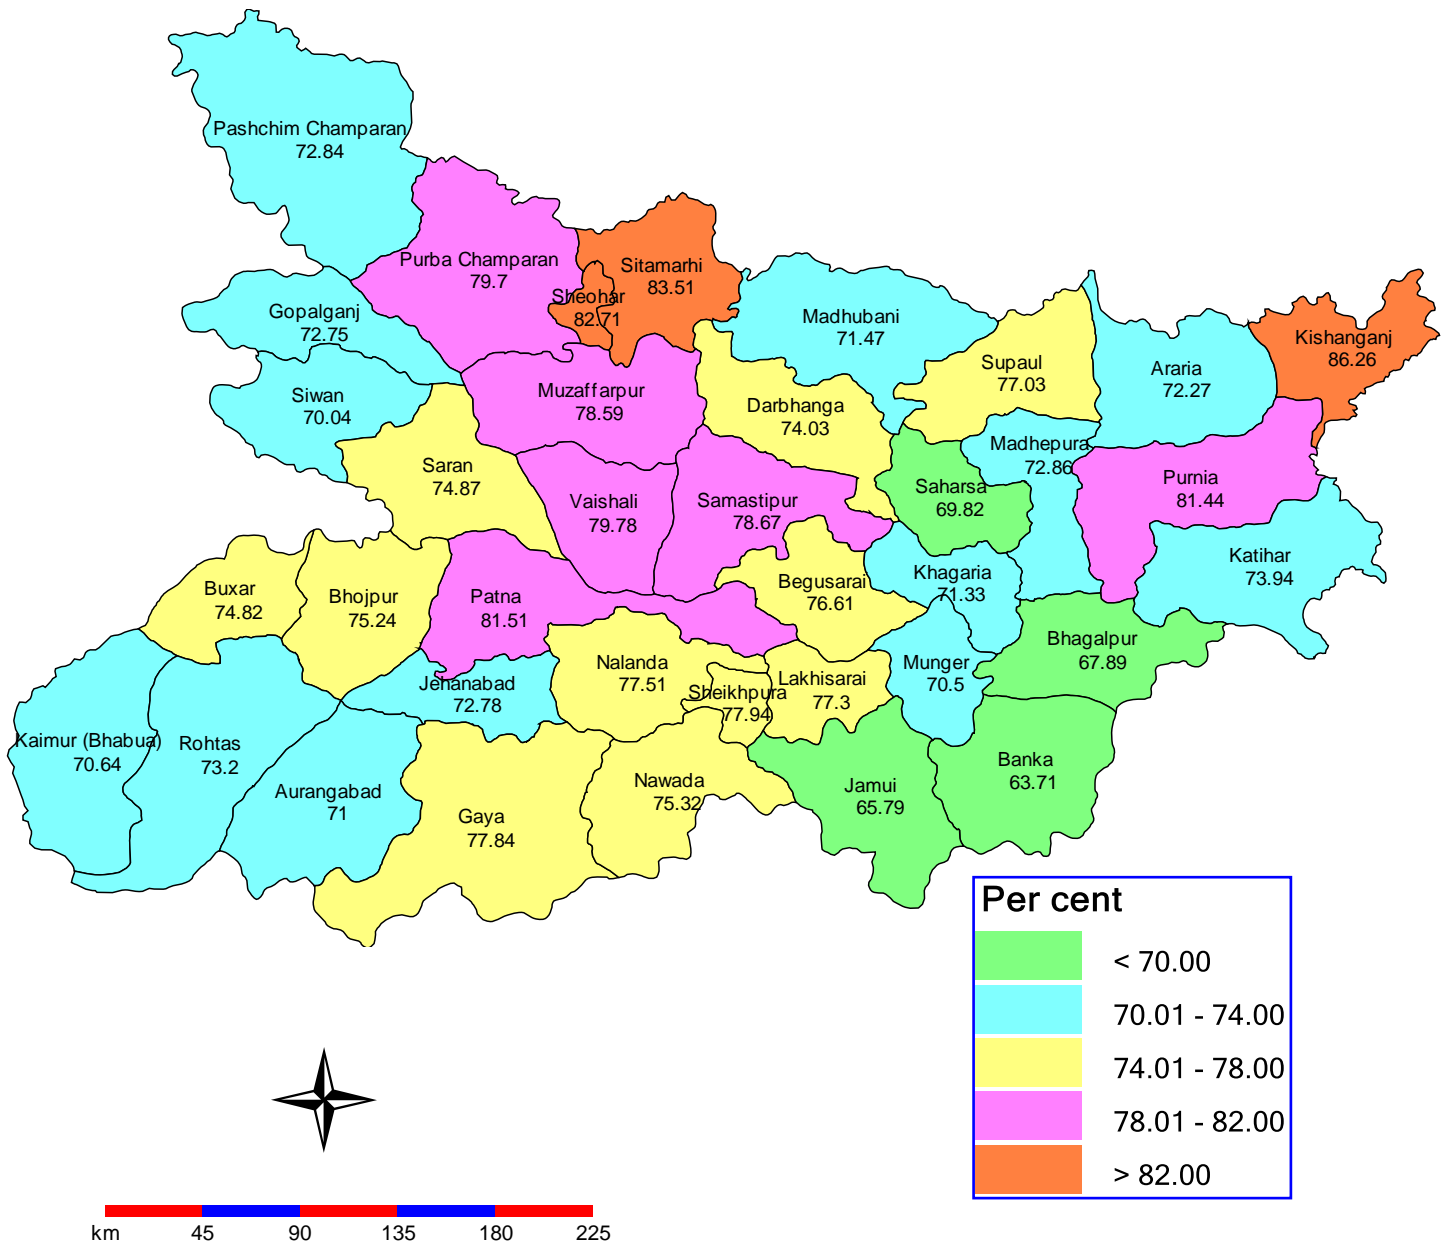 Pashchim Champaran
72.84
Purba Champaran
79.7
Sitamarhi
83.51
Sheohar
82.71
Gopalganj
72.75
Madhubani
71.47
Kishanganj
86.26
Supaul
77.03
Araria
72.27
Siwan
70.04
Muzaffarpur
78.59
Darbhanga
74.03
Madhepura
72.86
Saran
74.87
Vaishali
79.78
Samastipur
78.67
Saharsa
69.82
Purnia
81.44
Katihar
73.94
Buxar
74.82
Bhojpur
75.24
Patna
81.51
Begusarai
76.61
Khagaria
71.33
Bhagalpur
67.89
Nalanda
77.51
Munger
70.5
Jehanabad
72.78
Sheikhpura
77.94
Lakhisarai
77.3
Kaimur (Bhabua)
70.64
Rohtas
73.2
Aurangabad
71
Gaya
77.84
Nawada
75.32
Jamui
65.79
Banka
63.71
Per cent
< 70.00
70.01 - 74.00
74.01 - 78.00
78.01 - 82.00
> 82.00
km 45 90 135 180 225